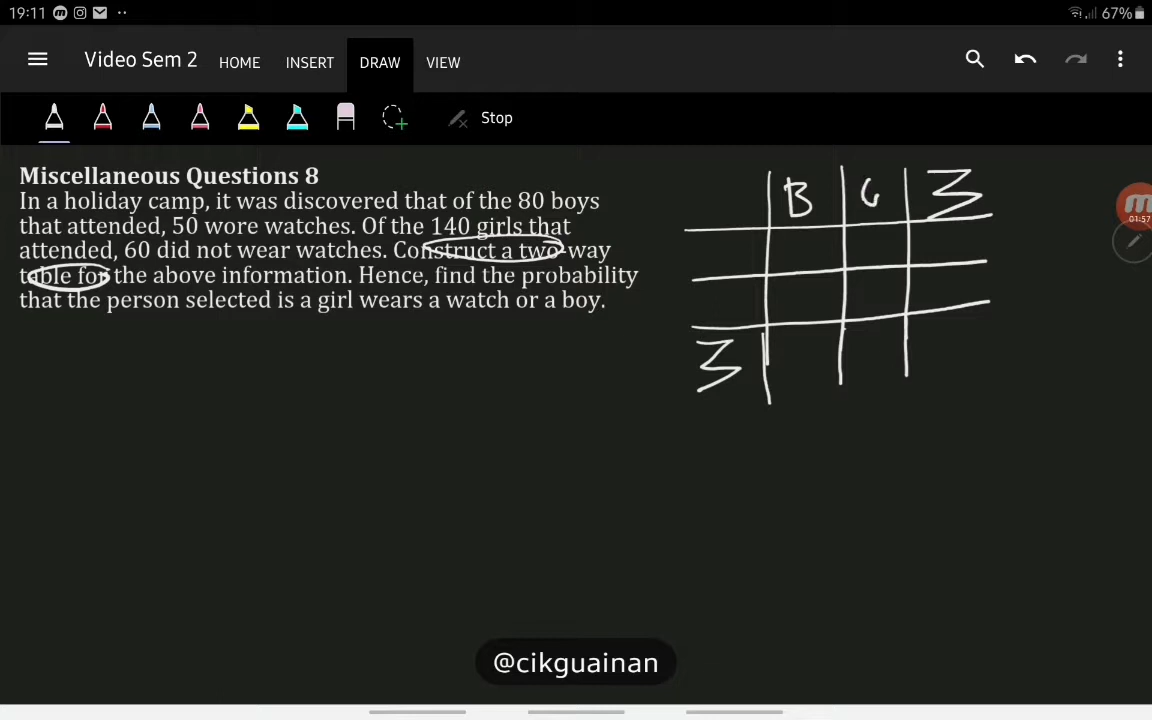 19:11
67%
Video Sem 2 HOME INSERT DRAW VIEW
Stop
Miscellaneous Questions 8
In a holiday camp, it was discovered that of the 80 boys
that attended, 50 wore watches. Of the 140 girls that
attended, 60 did not wear watches. Construct a two-way
table for the above information. Hence, find the probability
that the person selected is a girl wears a watch or a boy.
B G Σ
Σ
01:57
@cikguainan